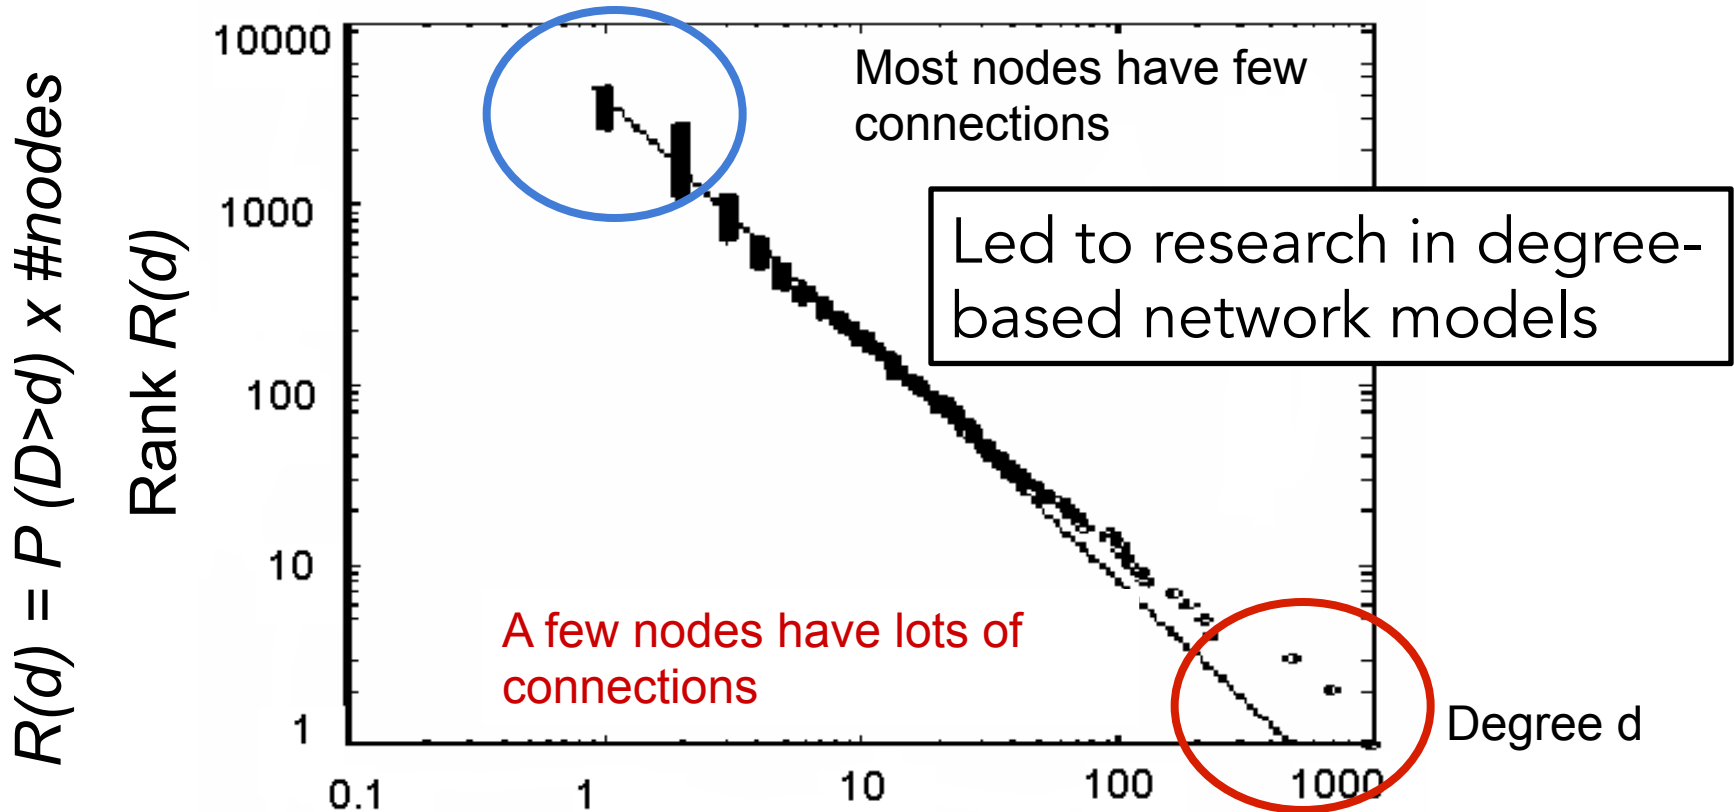 R(d) = P (D>d) x #nodes
Rank R(d)
10000
1000
100
10
1
Most nodes have few
connections
Led to research in degree-
based network models
A few nodes have lots of
connections
Degree d
0.1
1
10
100
1000